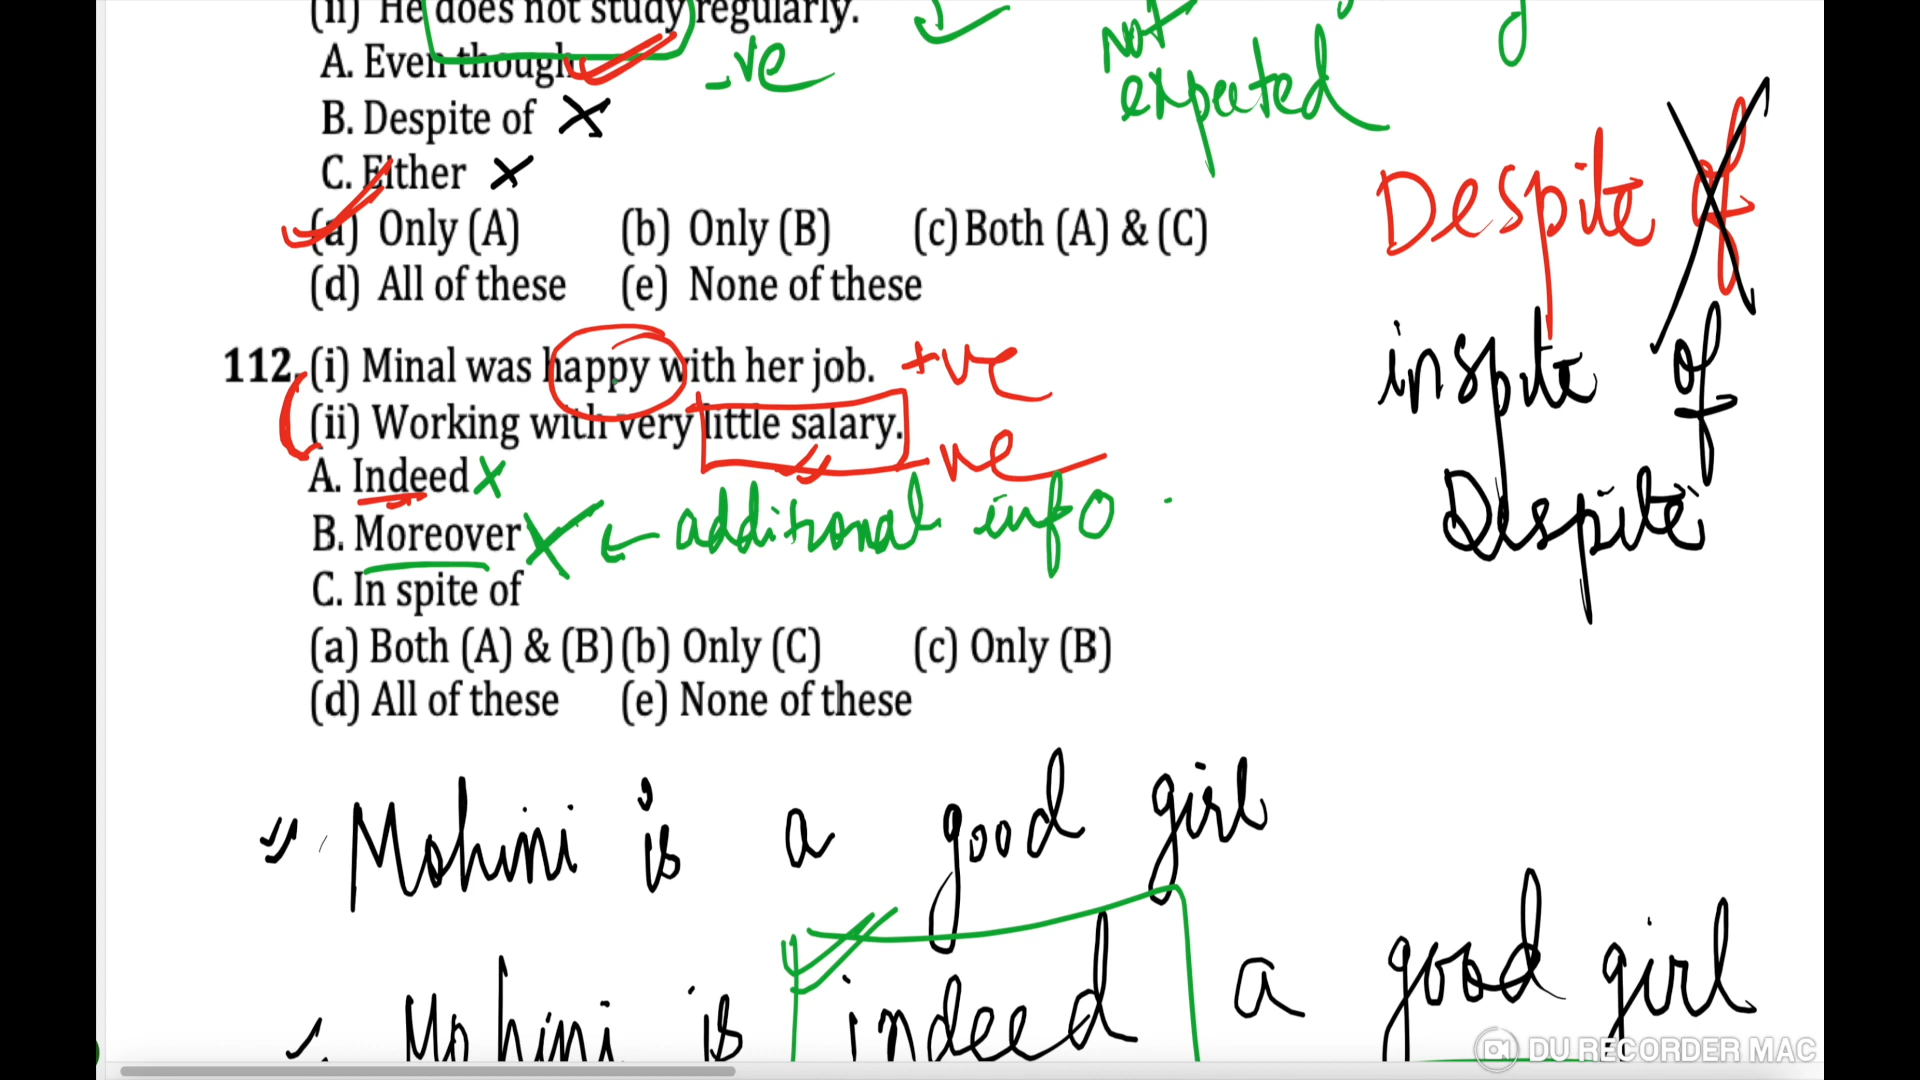 (ii) He does not study regularly.
A. Even though
-ve
not
expected
B. Despite of
C. Either
Despite of
(a) Only (A) (b) Only (B) (c) Both (A) & (C)
(d) All of these (e) None of these
inspite of
112. (i) Minal was happy with her job. +ve
(ii) Working with very little salary. -ve
A. Indeed
Despite
B. Moreover ← additional info
C. In spite of
(a) Both (A) & (B) (b) Only (C) (c) Only (B)
(d) All of these (e) None of these
Mohini is a good girl
Mohini is indeed a good girl
DU RECORDER MAC